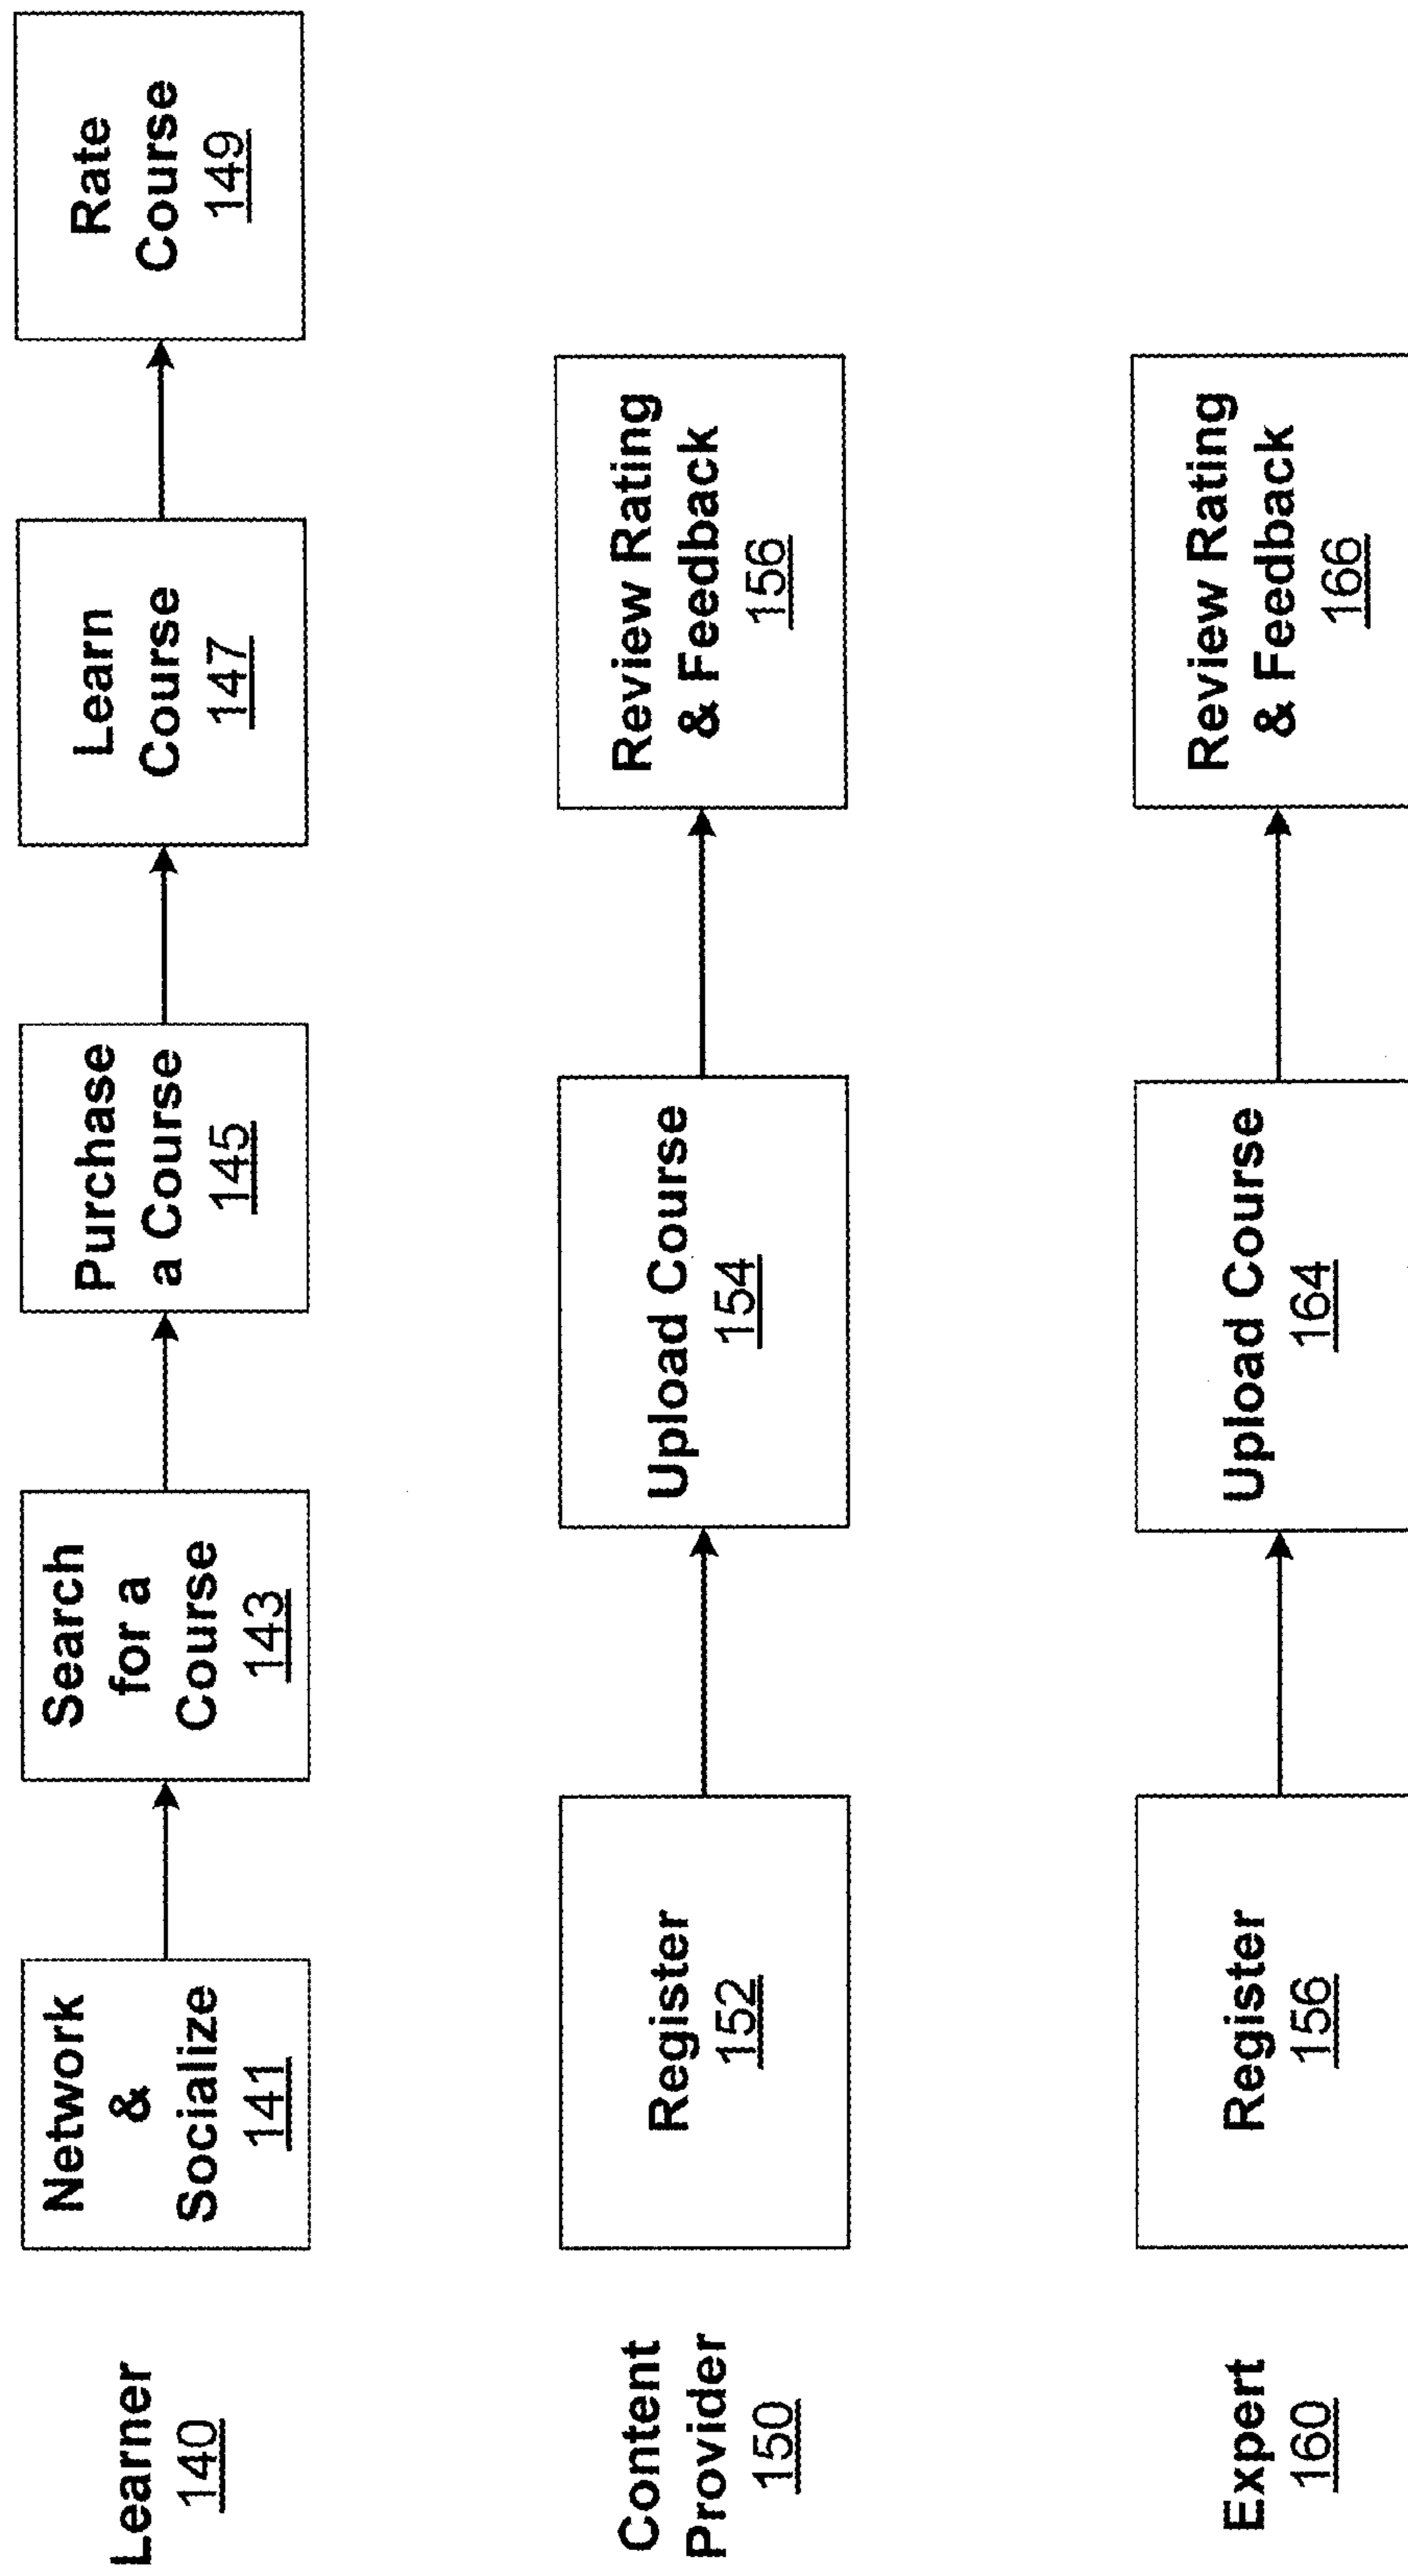 Learner
140
Network
&
Socialize
141
Search
for a
Course
143
Purchase
a Course
145
Learn
Course
147
Rate
Course
149
Content
Provider
150
Register
152
Upload Course
154
Review Rating
& Feedback
156
Expert
160
Register
156
Upload Course
164
Review Rating
& Feedback
166